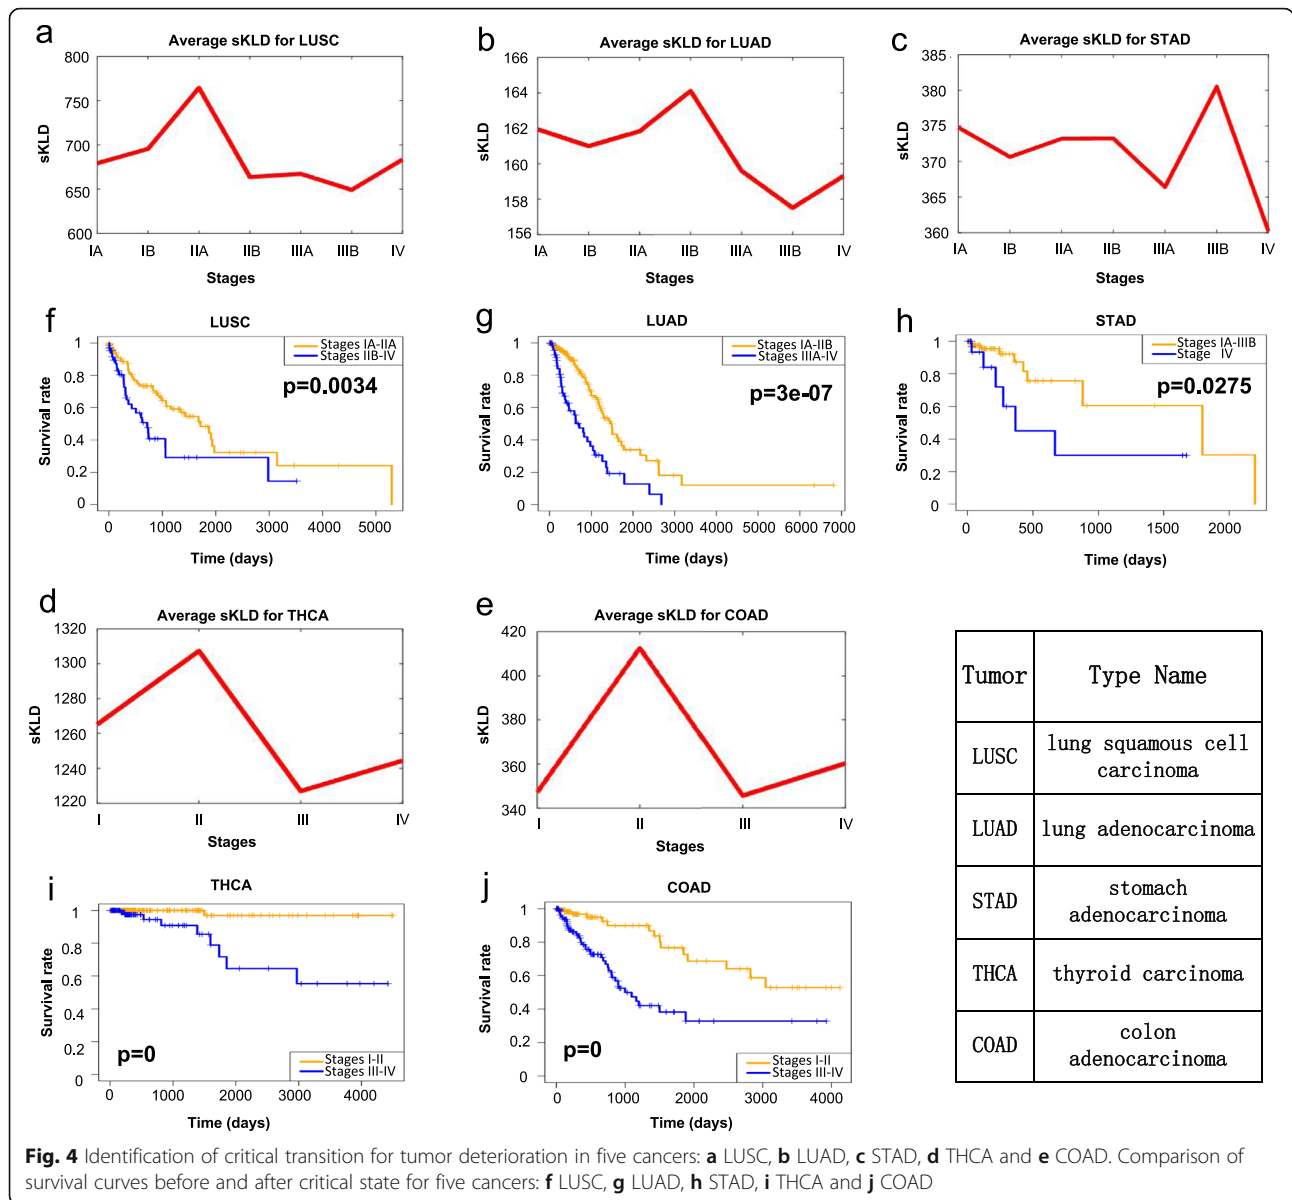 a
Average sKLD for LUSC
sKLD
800
750
700
650
600
IA IB IIA IIB IIIA IIIB IV
Stages
b
Average sKLD for LUAD
sKLD
166
164
162
160
158
156
IA IB IIA IIB IIIA IIIB IV
Stages
c
Average sKLD for STAD
sKLD
385
380
375
370
365
360
IA IB IIA IIB IIIA IIIB IV
Stages
f
LUSC
Survival rate
1
0.8
0.6
0.4
0.2
0
Stages IA-IIA
Stages IIB-IV
p=0.0034
0 1000 2000 3000 4000 5000
Time (days)
g
LUAD
Survival rate
1
0.8
0.6
0.4
0.2
0
Stages IA-IIB
Stages IIIA-IV
p=3e-07
0 1000 2000 3000 4000 5000 6000 7000
Time (days)
h
STAD
Survival rate
1
0.8
0.6
0.4
0.2
0
Stages IA-IIIB
Stage IV
p=0.0275
0 500 1000 1500 2000
Time (days)
d
Average sKLD for THCA
sKLD
1320
1300
1280
1260
1240
1220
I II III IV
Stages
e
Average sKLD for COAD
sKLD
420
400
380
360
340
I II III IV
Stages
i
THCA
Survival rate
1
0.8
0.6
0.4
0.2
1
p=0
Stages I-II
Stages III-IV
0 1000 2000 3000 4000
Time (days)
j
COAD
Survival rate
1
0.8
0.6
0.4
0.2
1
p=0
Stages I-II
Stages III-IV
0 1000 2000 3000 4000
Time (days)
Tumor Type Name
LUSC lung squamous cell
carcinoma
LUAD lung adenocarcinoma
STAD stomach
adenocarcinoma
THCA thyroid carcinoma
COAD colon
adenocarcinoma
Fig. 4 Identification of critical transition for tumor deterioration in five cancers: a LUSC, b LUAD, c STAD, d THCA and e COAD. Comparison of
survival curves before and after critical state for five cancers: f LUSC, g LUAD, h STAD, i THCA and j COAD